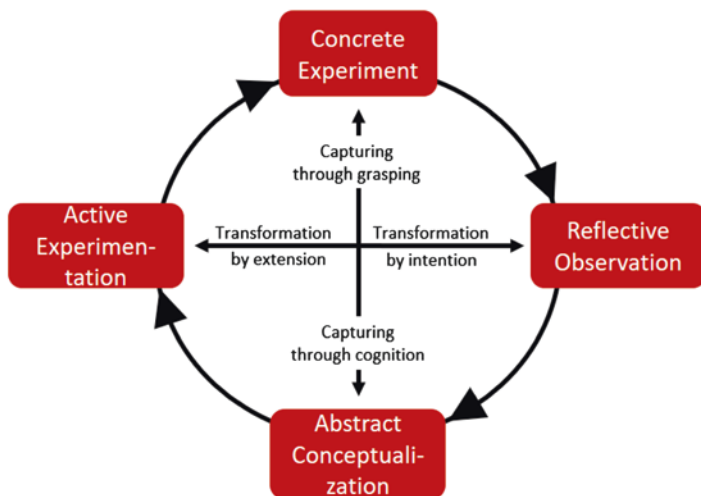 Concrete
Experiment
Capturing
through grasping
Active
Experimen-
tation
Transformation
by extension
Transformation
by intention
Reflective
Observation
Capturing
through cognition
Abstract
Conceptuali-
zation